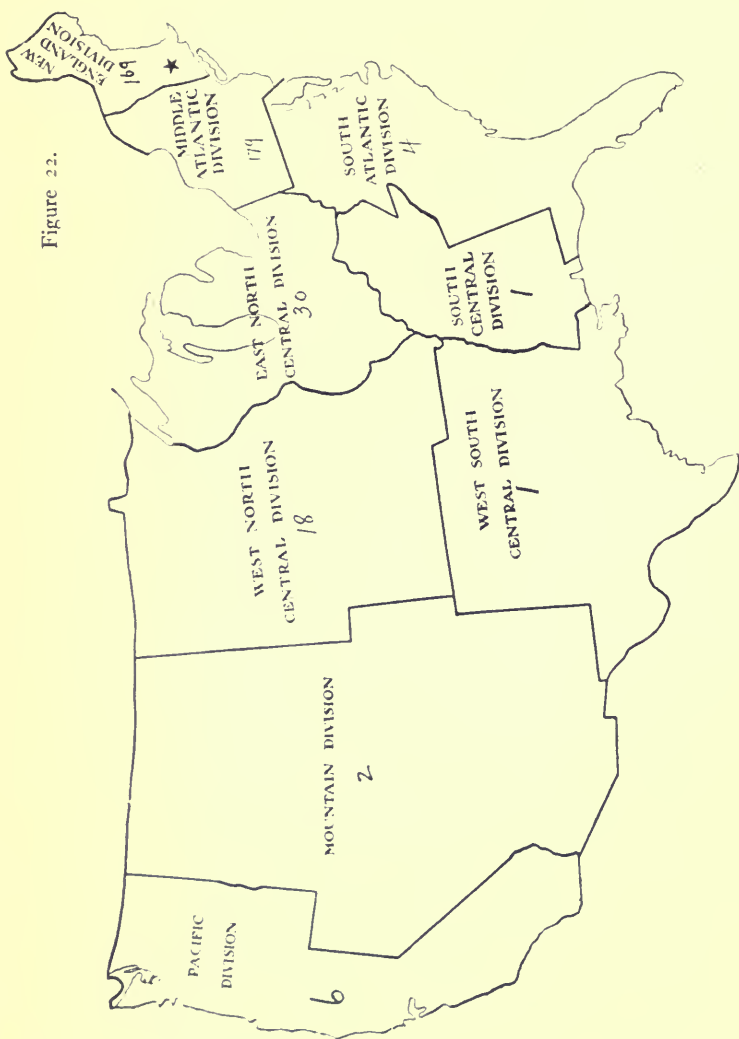 Figure 22.
NEW
ENGLAND
DIVISION
169
MIDDLE
ATLANTIC
DIVISION
179
SOUTH
ATLANTIC
DIVISION
4
EAST NORTH
CENTRAL DIVISION
30
SOUTH
CENTRAL
DIVISION
1
WEST NORTH
CENTRAL DIVISION
18
WEST SOUTH
CENTRAL DIVISION
1
MOUNTAIN DIVISION
2
PACIFIC
DIVISION
6